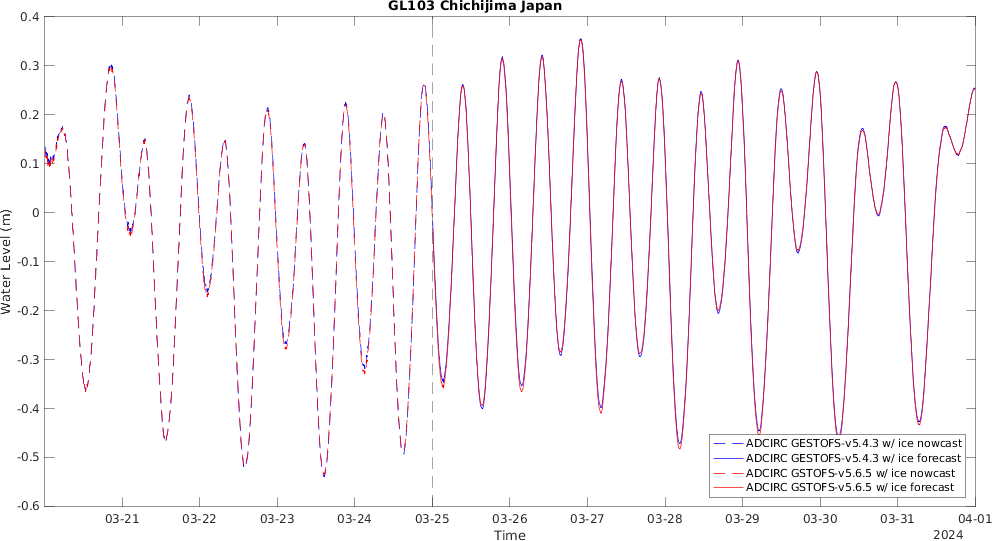 GL103 Chichijima Japan
0.4
0.3
0.2
0.1
0
-0.1
-0.2
-0.3
-0.4
-0.5
-0.6
Water Level (m)
03-21 03-22 03-23 03-24 03-25 03-26 03-27 03-28 03-29 03-30 03-31 04-01
2024
Time
ADCIRC GESTOFS-v5.4.3 w/ ice nowcast
ADCIRC GESTOFS-v5.4.3 w/ ice forecast
ADCIRC GSTOFS-v5.6.5 w/ ice nowcast
ADCIRC GSTOFS-v5.6.5 w/ ice forecast